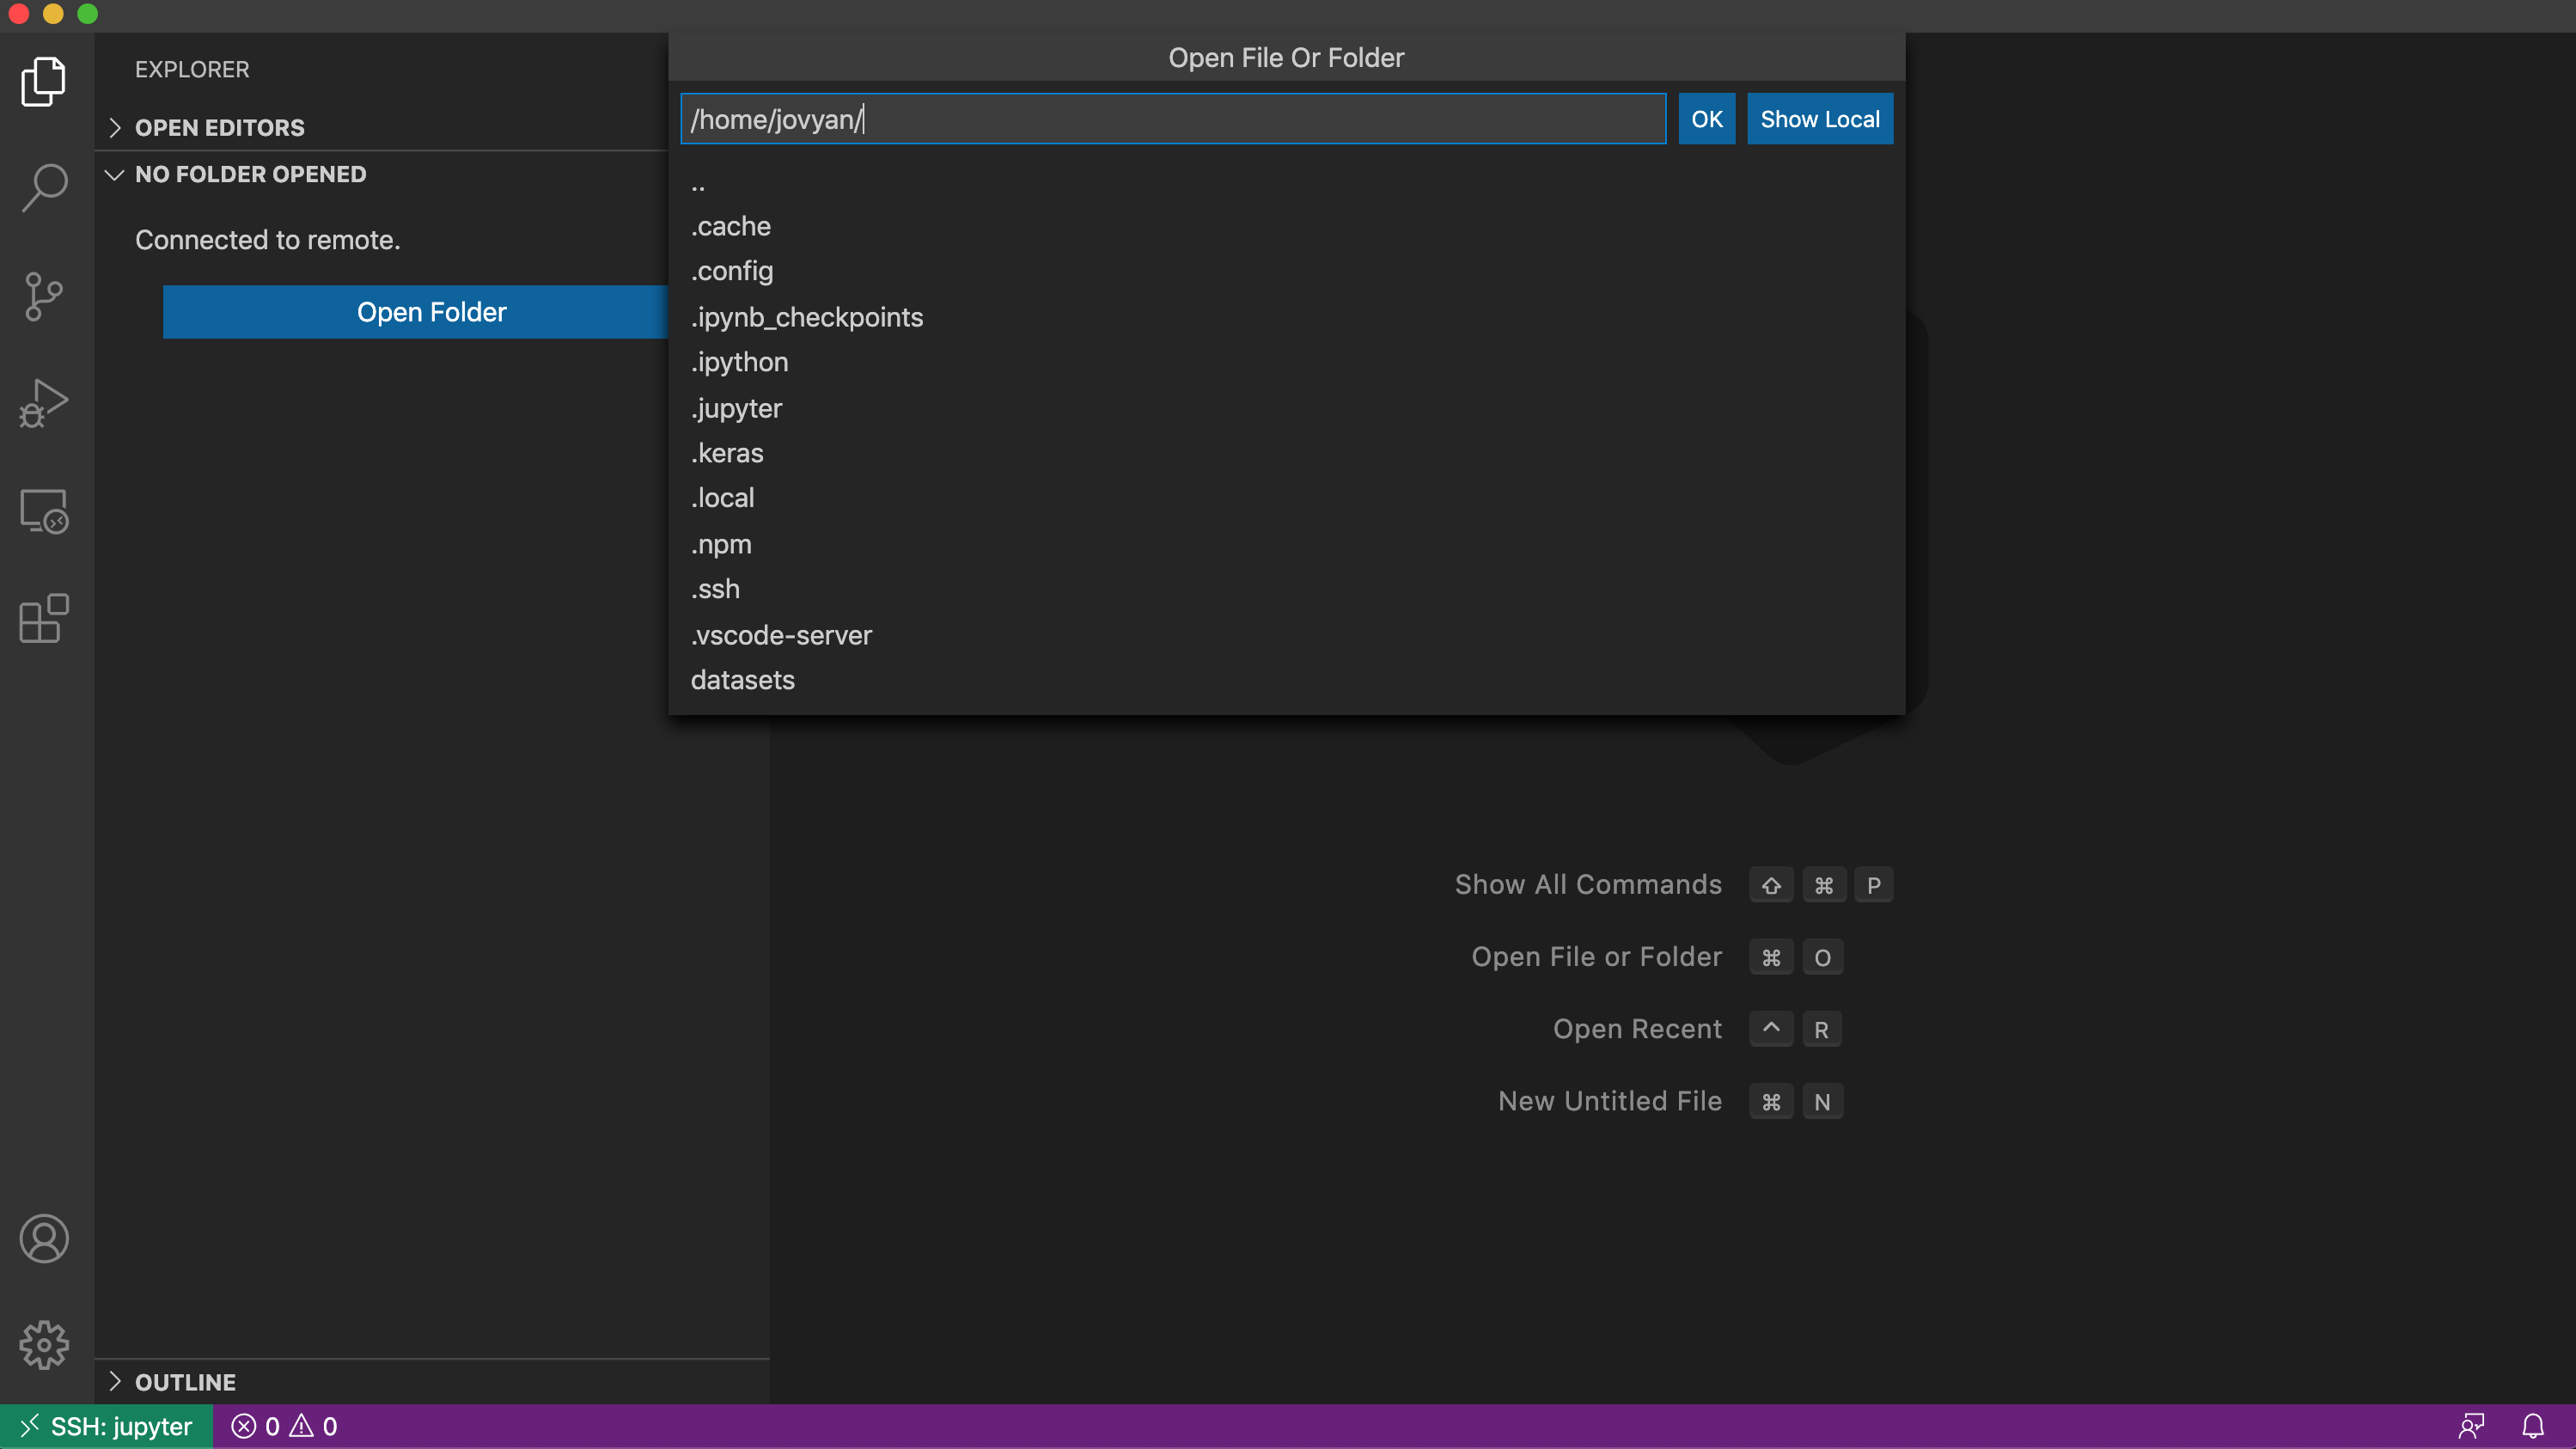 EXPLORER
OPEN EDITORS
NO FOLDER OPENED
Connected to remote.
Open Folder
Open File Or Folder
/home/jovyan/
OK
Show Local
..
.cache
.config
.ipynb_checkpoints
.ipython
.jupyter
.keras
.local
.npm
.ssh
.vscode-server
datasets
Show All Commands ⇧ ⌘ P
Open File or Folder ⌘ O
Open Recent ^ R
New Untitled File ⌘ N
OUTLINE
SSH: jupyter 0 0